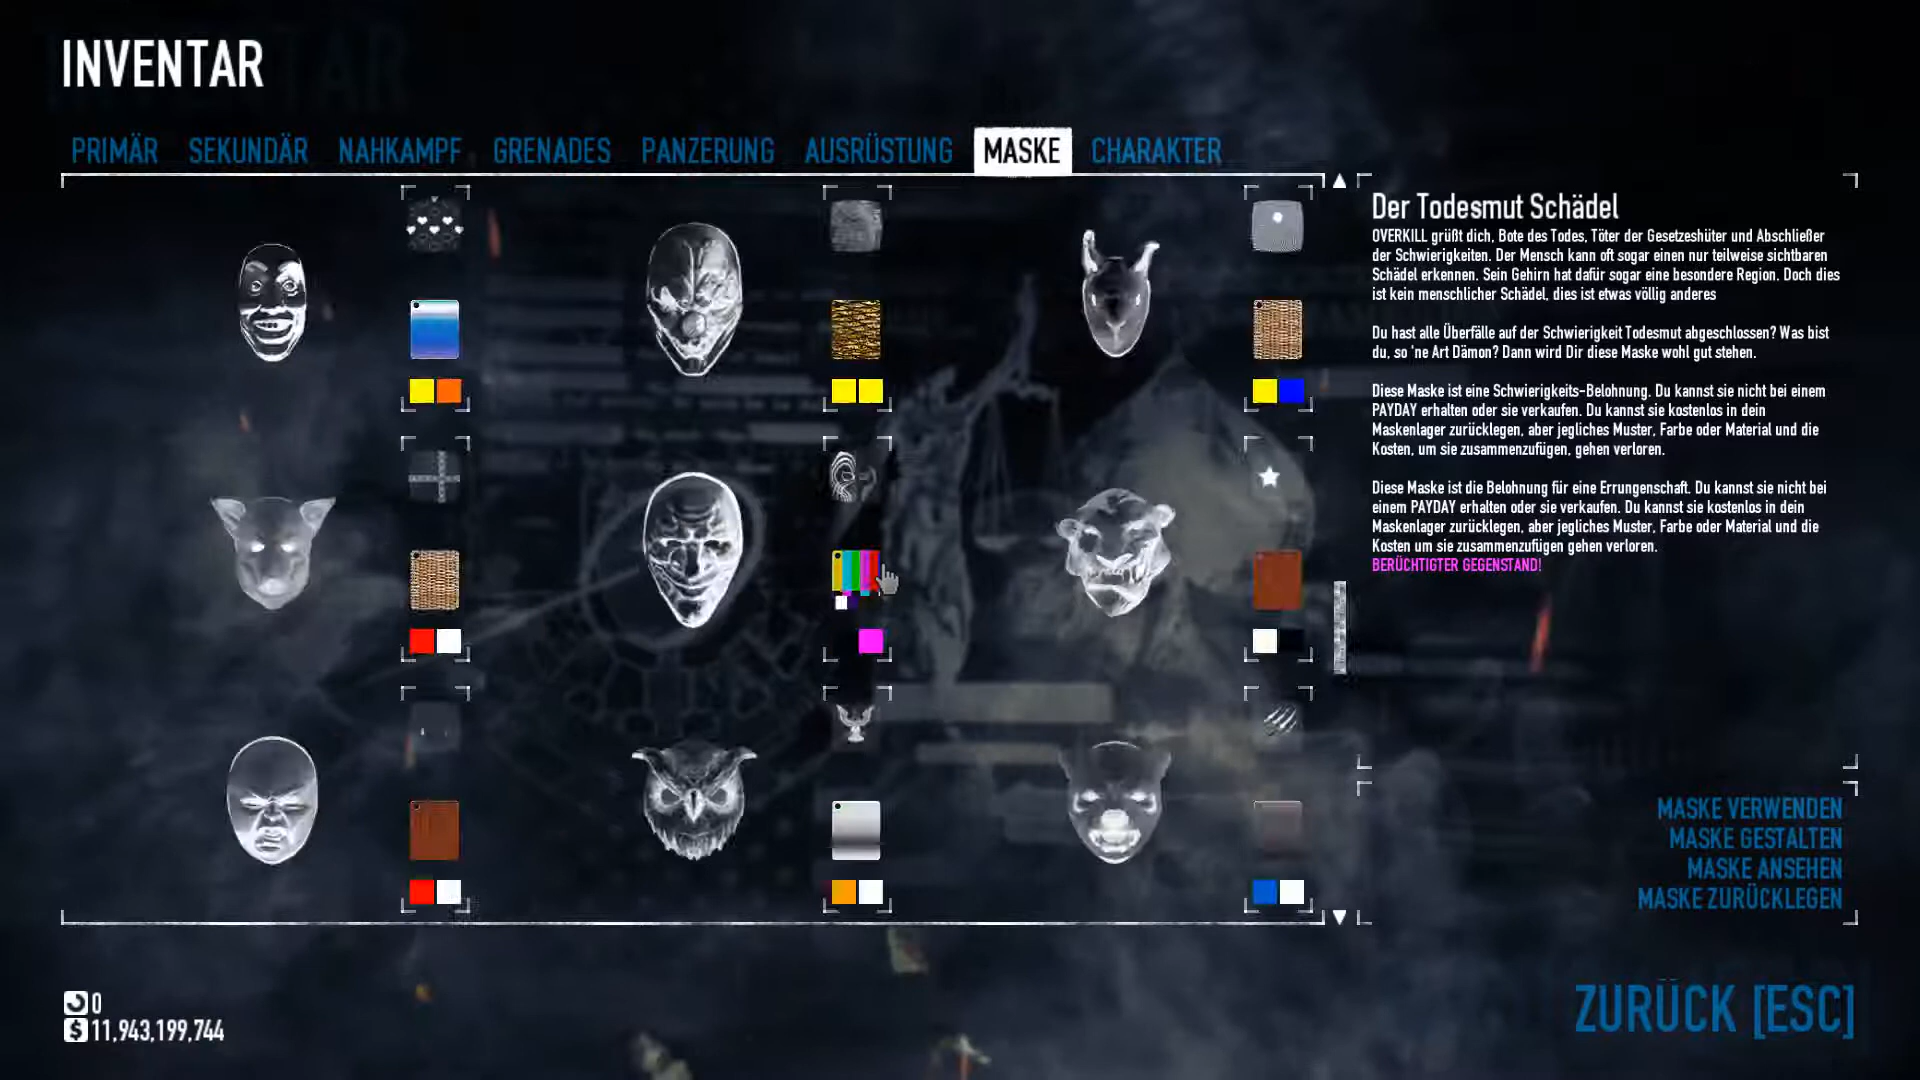 INVENTAR
PRIMÄR SEKUNDÄR NAHKAMPF GRENADES PANZERUNG AUSRÜSTUNG MASKE CHARAKTER
Der Todesmut Schädel
OVERKILL grüßt dich, Bote des Todes, Töter der Gesetzeshüter und Abschließer
der Schwierigkeiten. Der Mensch kann oft sogar einen nur teilweise sichtbaren
Schädel erkennen. Sein Gehirn hat dafür sogar eine besondere Region. Doch dies
ist kein menschlicher Schädel, dies ist etwas völlig anderes
Du hast alle Überfälle auf der Schwierigkeit Todesmut abgeschlossen? Was bist
du, so 'ne Art Dämon? Dann wird Dir diese Maske wohl gut stehen.
Diese Maske ist eine Schwierigkeits-Belohnung. Du kannst sie nicht bei einem
PAYDAY erhalten oder sie verkaufen. Du kannst sie kostenlos in dein
Maskenlager zurücklegen, aber jegliches Muster, Farbe oder Material und die
Kosten, um sie zusammenzufügen, gehen verloren.
Diese Maske ist die Belohnung für eine Errungenschaft. Du kannst sie nicht bei
einem PAYDAY erhalten oder sie verkaufen. Du kannst sie kostenlos in dein
Maskenlager zurücklegen, aber jegliches Muster, Farbe oder Material und die
Kosten um sie zusammenzufügen gehen verloren.
BERÜCHTIGTER GEGENSTAND!
MASKE VERWENDEN
MASKE GESTALTEN
MASKE ANSEHEN
MASKE ZURÜCKLEGEN
0
$ 11,943,199,744
ZURÜCK [ESC]